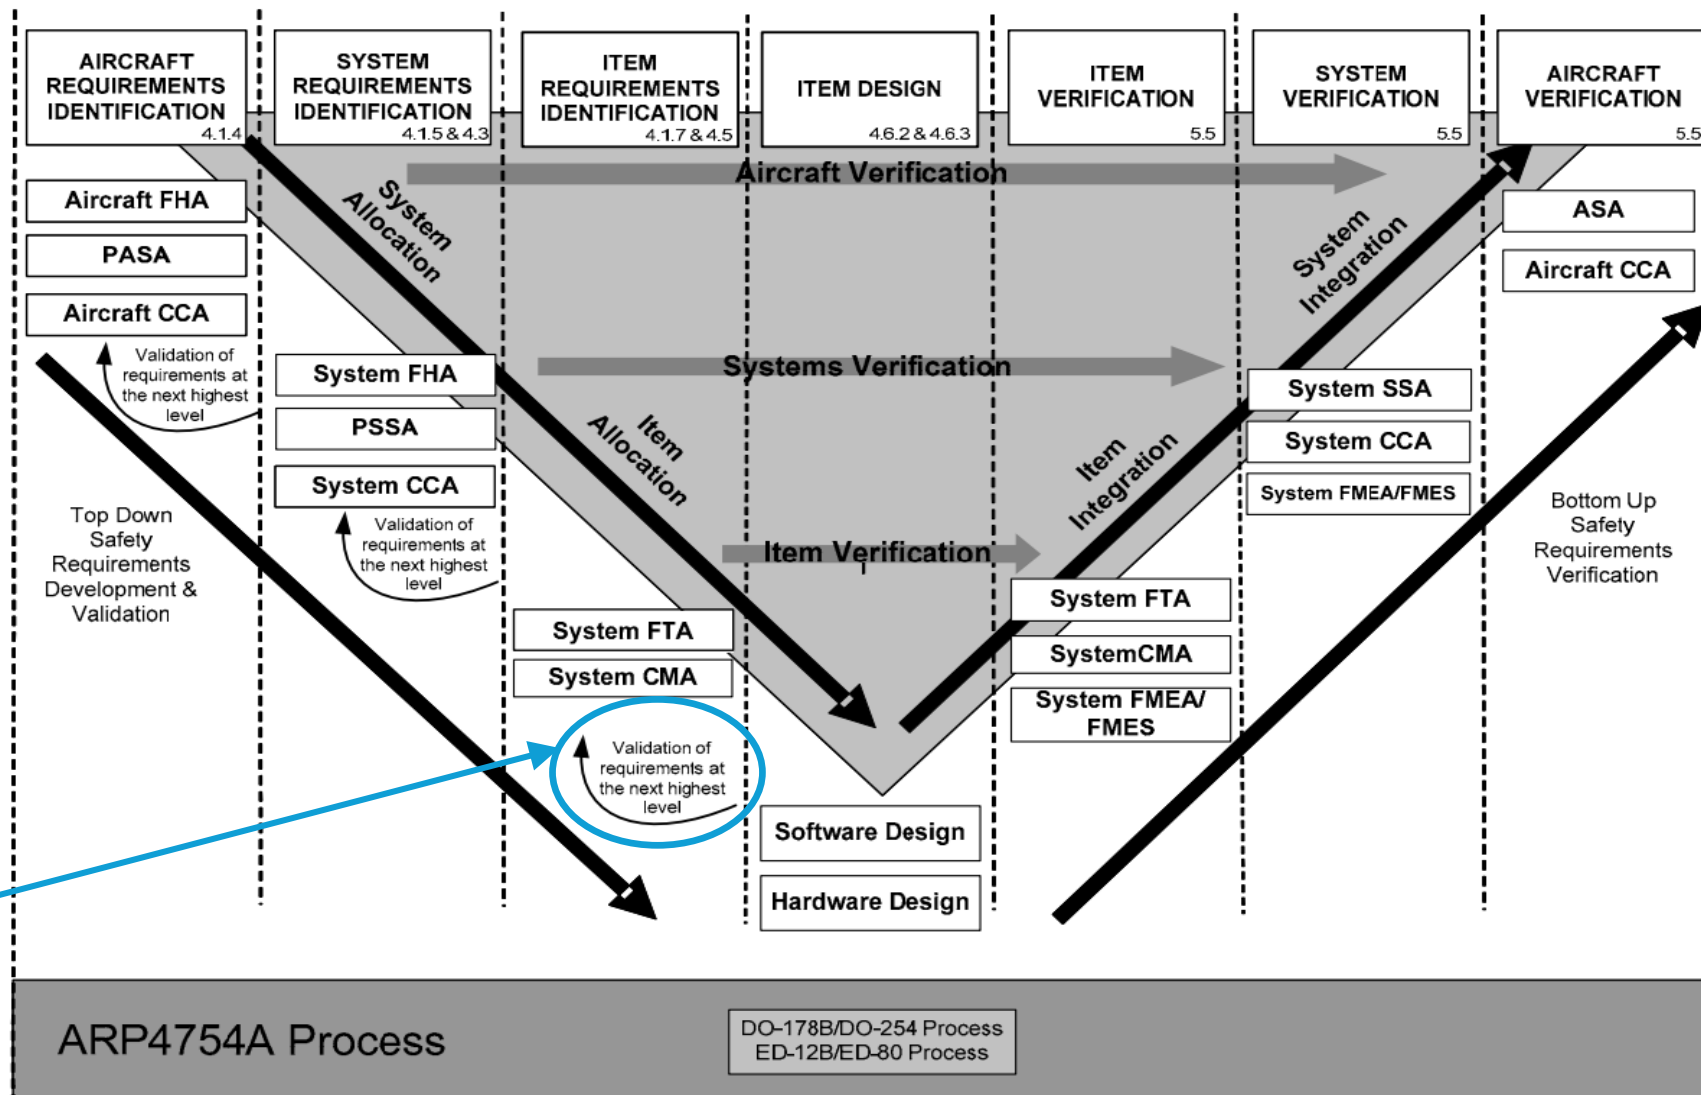 AIRCRAFT
REQUIREMENTS
IDENTIFICATION
4.1.4
SYSTEM
REQUIREMENTS
IDENTIFICATION
4.1.5 & 4.3
ITEM
REQUIREMENTS
IDENTIFICATION
4.1.7 & 4.5
ITEM DESIGN
4.6.2 & 4.6.3
ITEM
VERIFICATION
5.5
SYSTEM
VERIFICATION
5.5
AIRCRAFT
VERIFICATION
5.5
Aircraft Verification
System
Allocation
System
Integration
Aircraft FHA
PASA
Aircraft CCA
Validation of
requirements at
the next highest
level
ASA
Aircraft CCA
Systems Verification
System FHA
PSSA
System CCA
Validation of
requirements at
the next highest
level
Item
Allocation
Item
Integration
System SSA
System CCA
System FMEA/FMES
Top Down
Safety
Requirements
Development &
Validation
Bottom Up
Safety
Requirements
Verification
Item Verification
System FTA
System CMA
Validation of
requirements at
the next highest
level
System FTA
SystemCMA
System FMEA/
FMES
Software Design
Hardware Design
ARP4754A Process
DO-178B/DO-254 Process
ED-12B/ED-80 Process